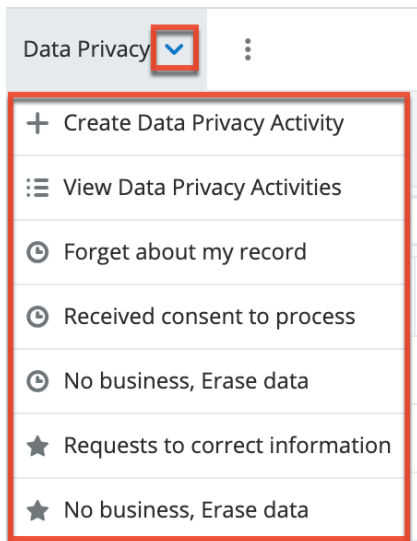 Data Privacy
Create Data Privacy Activity
View Data Privacy Activities
Forget about my record
Received consent to process
No business, Erase data
Requests to correct information
No business, Erase data